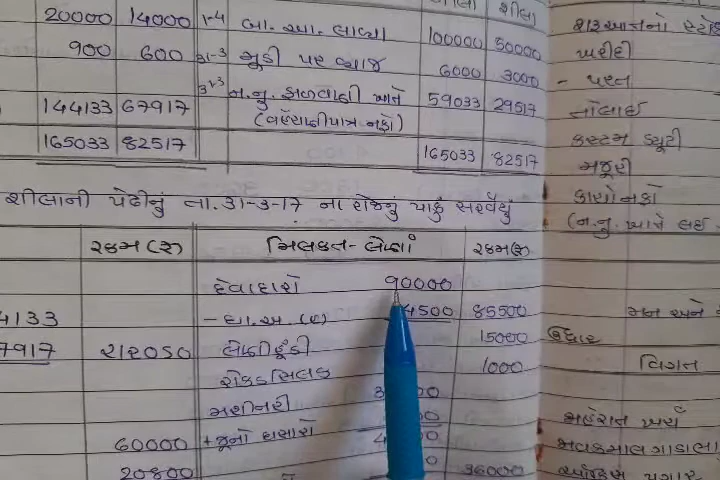 20000 14000 1-4 બા. આ. લાવ્યા 100000 50000
900 600 31-3 મૂડી પર વ્યાજ 6000 3000
144133 67917 31-3 ન.નુ. ફાળવણી ખાતે 59033 29517
(વહેંચણીપાત્ર નફો)
165033 82517 165033 82517
શીલાની પેઢીનું તા. 31-3-17 ના રોજનું પાકું સરવૈયું
રકમ (રૂ) મિલકત-લેણાં રકમ(રૂ)
દેવાદારો 90000
4133 - ઘા.અ. 4500 85500
7917 212050 લેણીહૂંડી 15000
રોકડસિલક 1000
મશીનરી
60000 + જૂનો ઘસારો
20800 36000
શરૂઆતનો
ખરીદી
- પરત
કસ્ટમ ડ્યૂટી
મજૂરી
કાચો નફો
(ન.નુ. ખાતે લઈ
ઉધાર
વિગત